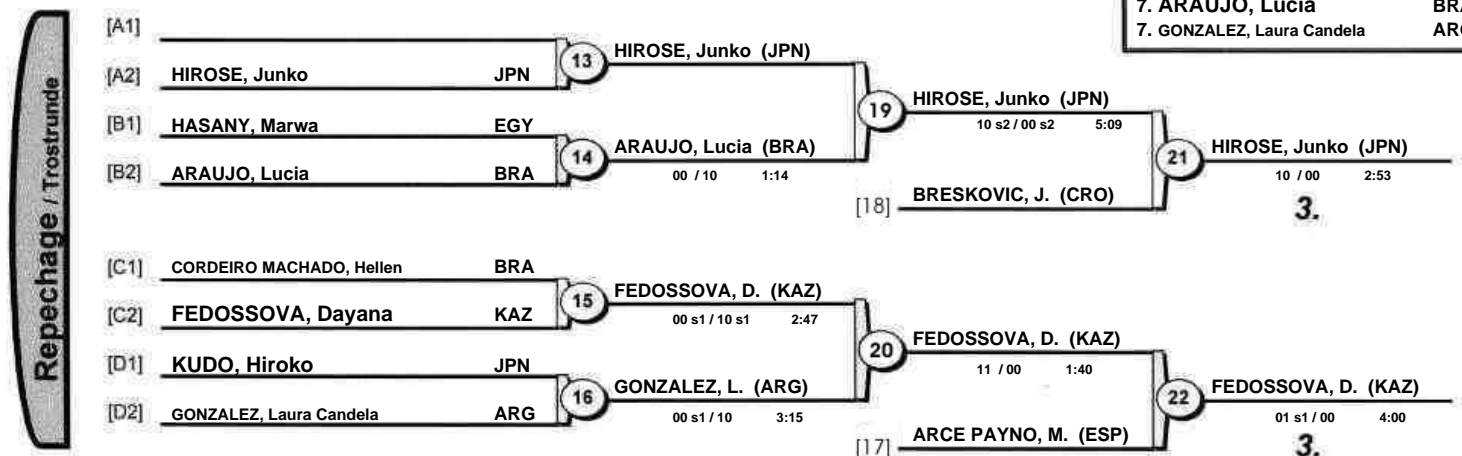 7. ARAUJO, Lucia BRA
7. GONZALEZ, Laura Candela
Repechage / Trostrunde
[A1]
[A2] HIROSE, Junko JPN
13 HIROSE, Junko (JPN)
[B1] HASANY, Marwa EGY
[B2] ARAUJO, Lucia BRA
14 ARAUJO, Lucia (BRA)
00 / 10 1:14
19 HIROSE, Junko (JPN)
10 s2 / 00 s2 5:09
[18] BRESKOVIC, J. (CRO)
21 HIROSE, Junko (JPN)
10 / 00 2:53
3.
[C1] CORDEIRO MACHADO, Hellen BRA
[C2] FEDOSSOVA, Dayana KAZ
15 FEDOSSOVA, D. (KAZ)
00 s1 / 10 s1 2:47
[D1] KUDO, Hiroko JPN
[D2] GONZALEZ, Laura Candela ARG
16 GONZALEZ, L. (ARG)
00 s1 / 10 3:15
20 FEDOSSOVA, D. (KAZ)
11 / 00 1:40
[17] ARCE PAYNO, M. (ESP)
22 FEDOSSOVA, D. (KAZ)
01 s1 / 00 4:00
3.